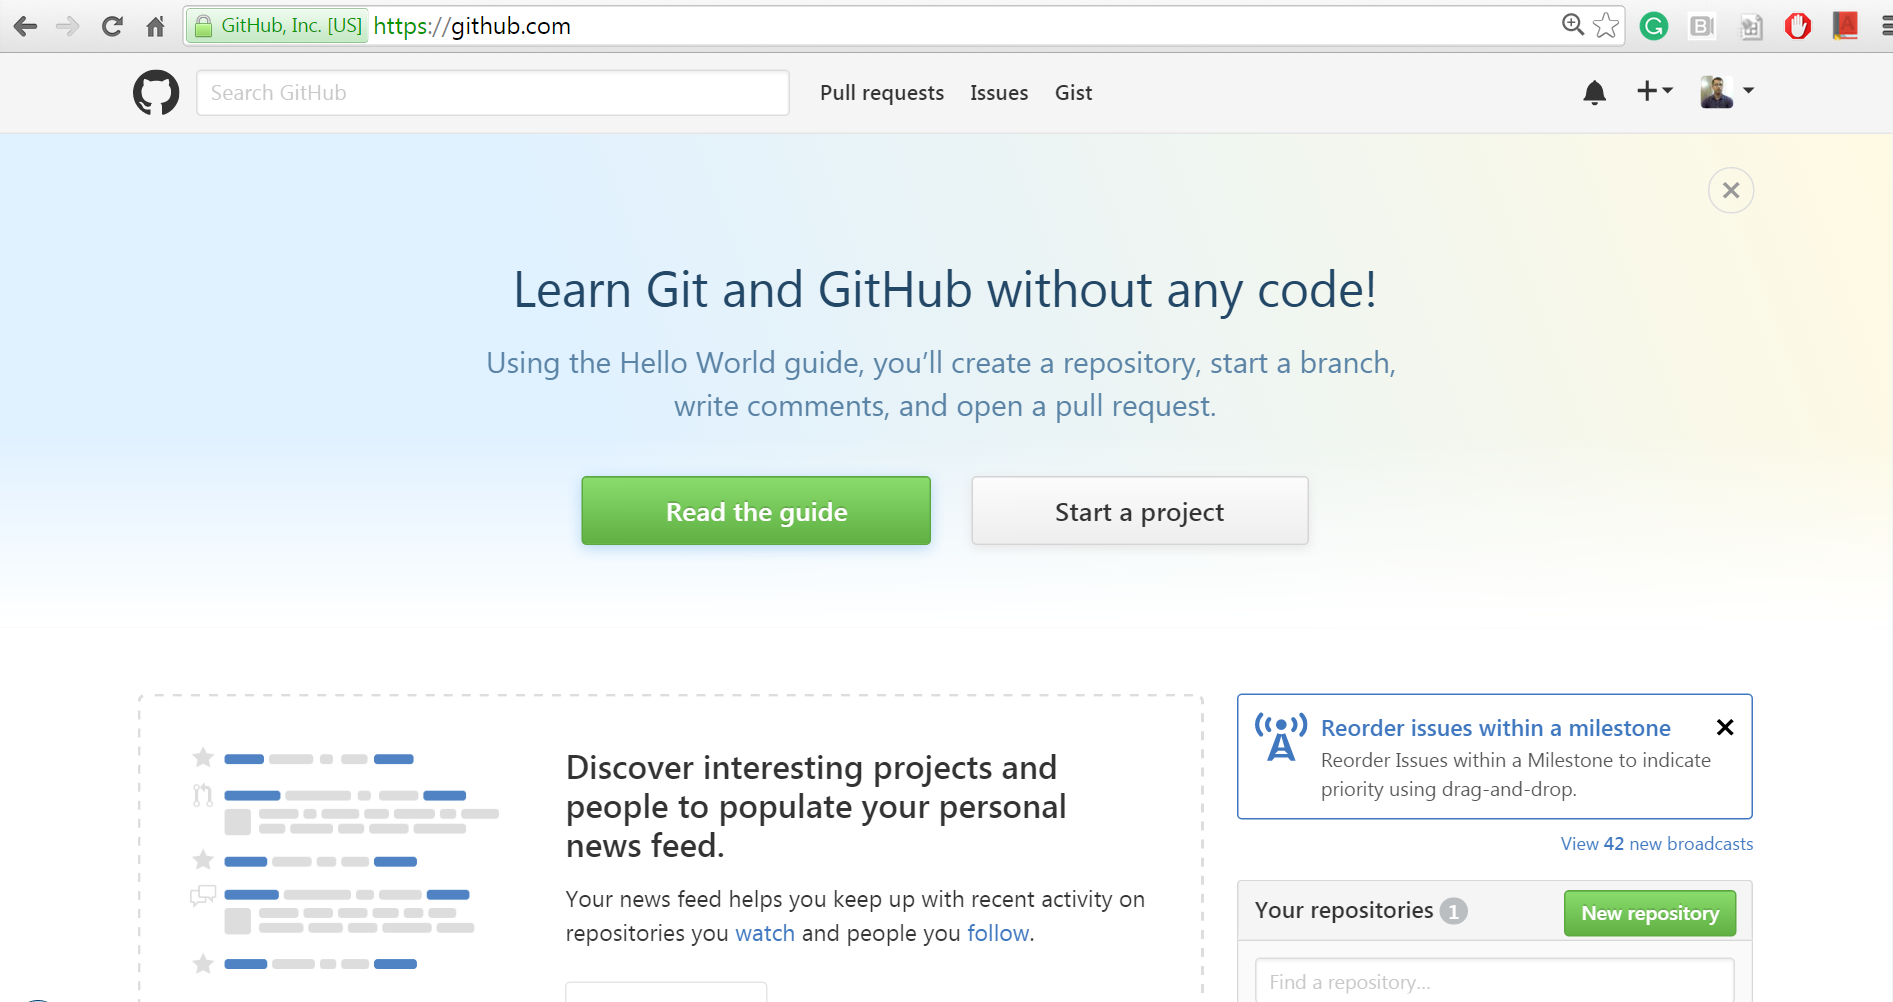 GitHub, Inc. [US] https://github.com
Search GitHub
Pull requests Issues Gist
Learn Git and GitHub without any code!
Using the Hello World guide, you’ll create a repository, start a branch,
write comments, and open a pull request.
Read the guide
Start a project
Discover interesting projects and
people to populate your personal
news feed.
Your news feed helps you keep up with recent activity on
repositories you watch and people you follow.
Reorder issues within a milestone
Reorder Issues within a Milestone to indicate
priority using drag-and-drop.
View 42 new broadcasts
Your repositories 1
New repository
Find a repository...